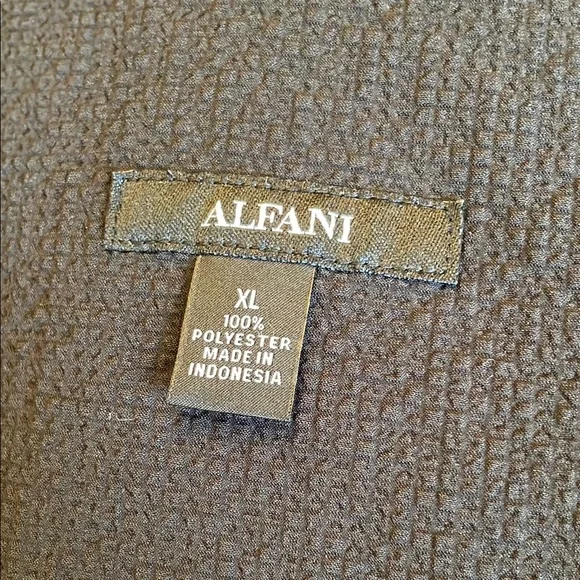 ALFANI
XL
100%
POLYESTER
MADE IN
INDONESIA